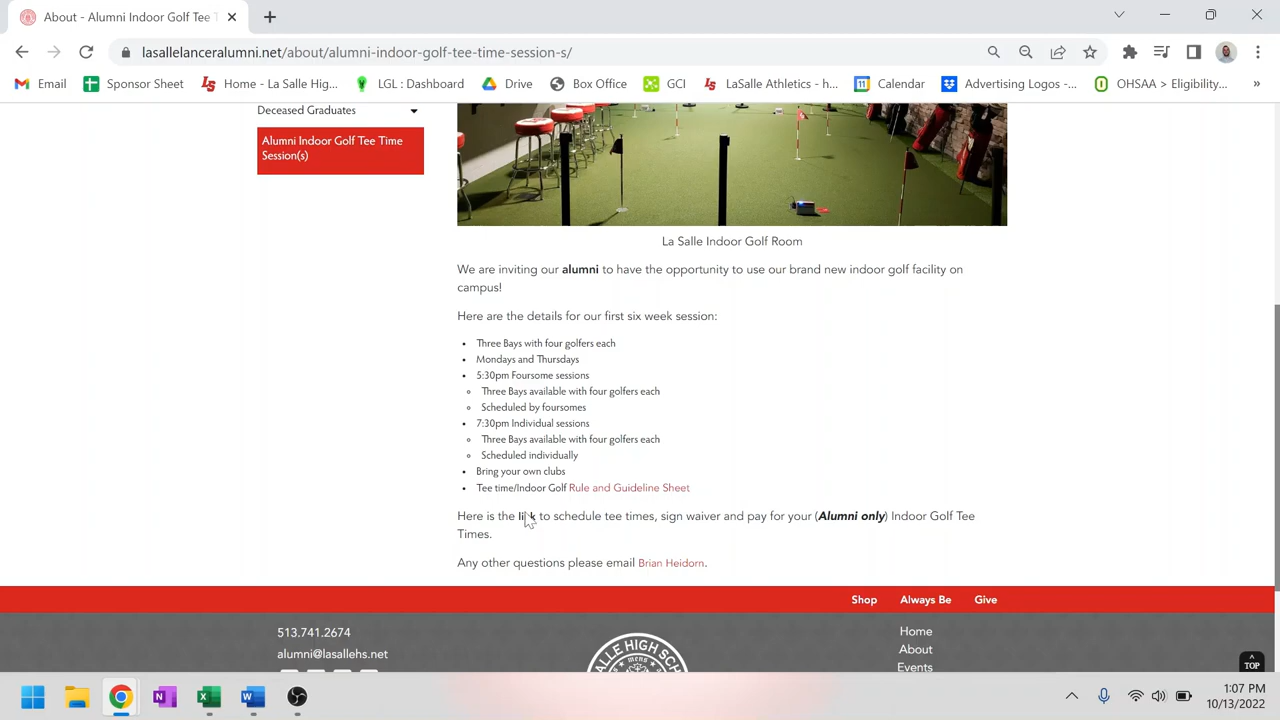 About - Alumni Indoor Golf Tee T
lasallelanceralumni.net/about/alumni-indoor-golf-tee-time-session-s/
Email Sponsor Sheet Home - La Salle Hig... LGL : Dashboard Drive Box Office GCI LaSalle Athletics - h... Calendar Advertising Logos -... OHSAA > Eligibility... »
Deceased Graduates
Alumni Indoor Golf Tee Time
Session(s)
La Salle Indoor Golf Room
We are inviting our alumni to have the opportunity to use our brand new indoor golf facility on
campus!
Here are the details for our first six week session:
• Three Bays with four golfers each
• Mondays and Thursdays
• 5:30pm Foursome sessions
◦ Three Bays available with four golfers each
◦ Scheduled by foursomes
• 7:30pm Individual sessions
◦ Three Bays available with four golfers each
◦ Scheduled individually
• Bring your own clubs
• Tee time/Indoor Golf Rule and Guideline Sheet
Here is the link to schedule tee times, sign waiver and pay for your (Alumni only) Indoor Golf Tee
Times.
Any other questions please email Brian Heidorn.
Shop Always Be Give
513.741.2674
alumni@lasallehs.net
Home
About
Events
TOP
1:07 PM
10/13/2022